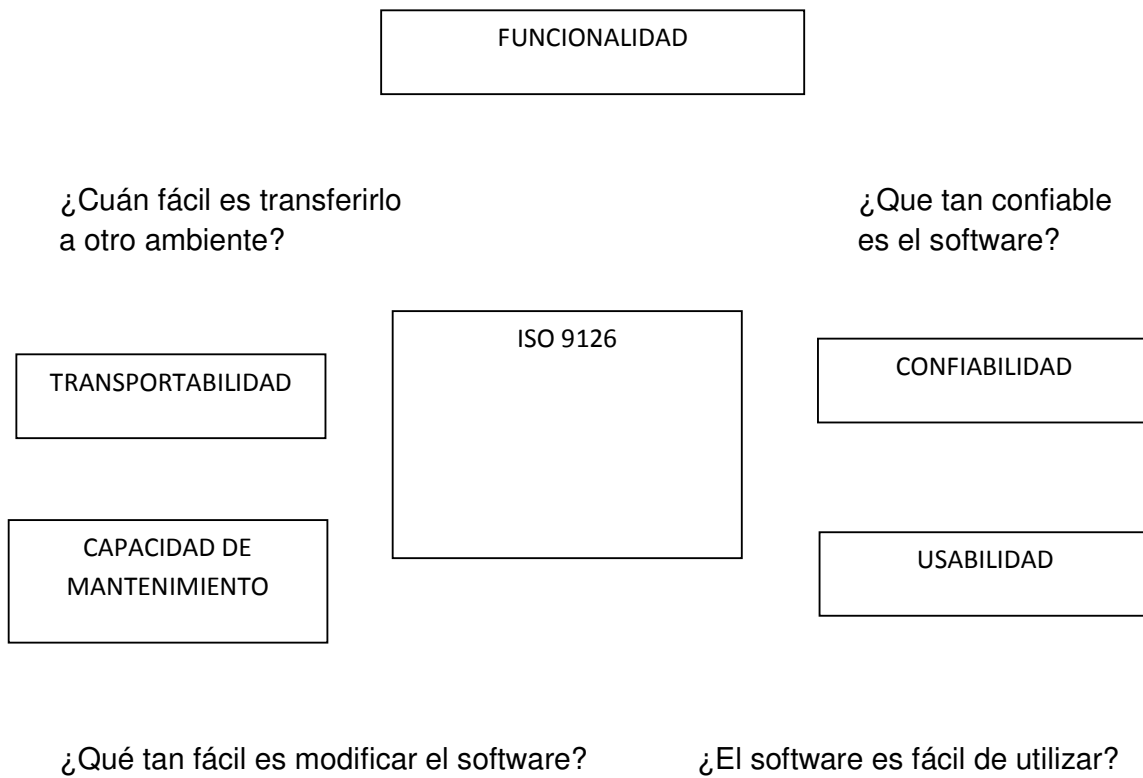 FUNCIONALIDAD
¿Cuán fácil es transferirlo
a otro ambiente?
¿Que tan confiable
es el software?
ISO 9126
TRANSPORTABILIDAD
CONFIABILIDAD
CAPACIDAD DE
MANTENIMIENTO
USABILIDAD
¿Qué tan fácil es modificar el software?
¿El software es fácil de utilizar?